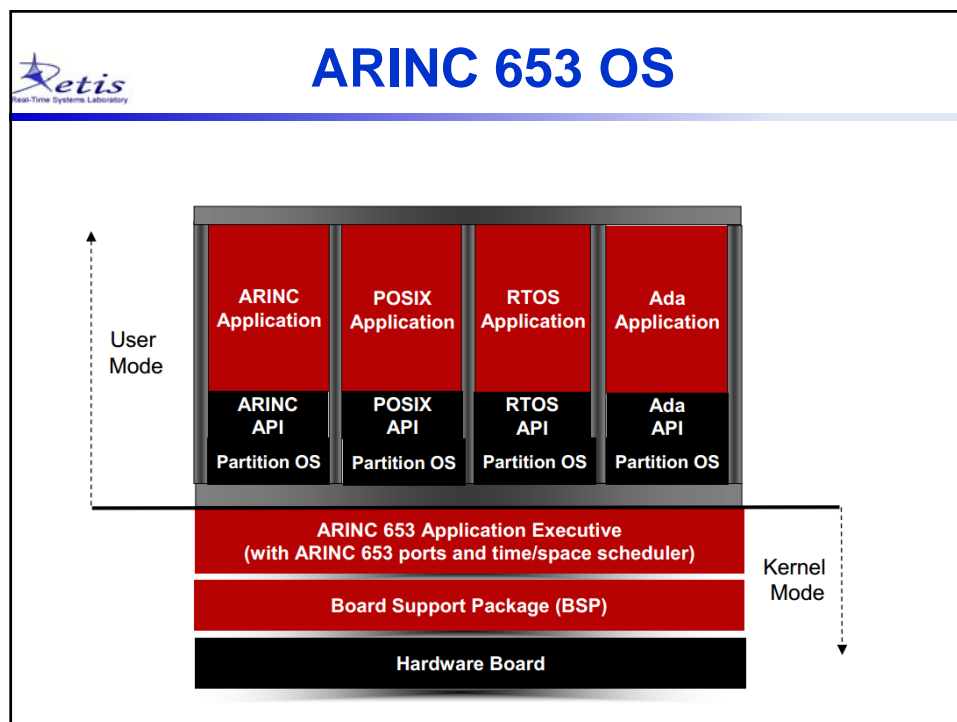 Retis
Real-Time Systems Laboratory
ARINC 653 OS
User
Mode
ARINC
Application
POSIX
Application
RTOS
Application
Ada
Application
ARINC
API
POSIX
API
RTOS
API
Ada
API
Partition OS
Partition OS
Partition OS
Partition OS
ARINC 653 Application Executive
(with ARINC 653 ports and time/space scheduler)
Kernel
Mode
Board Support Package (BSP)
Hardware Board